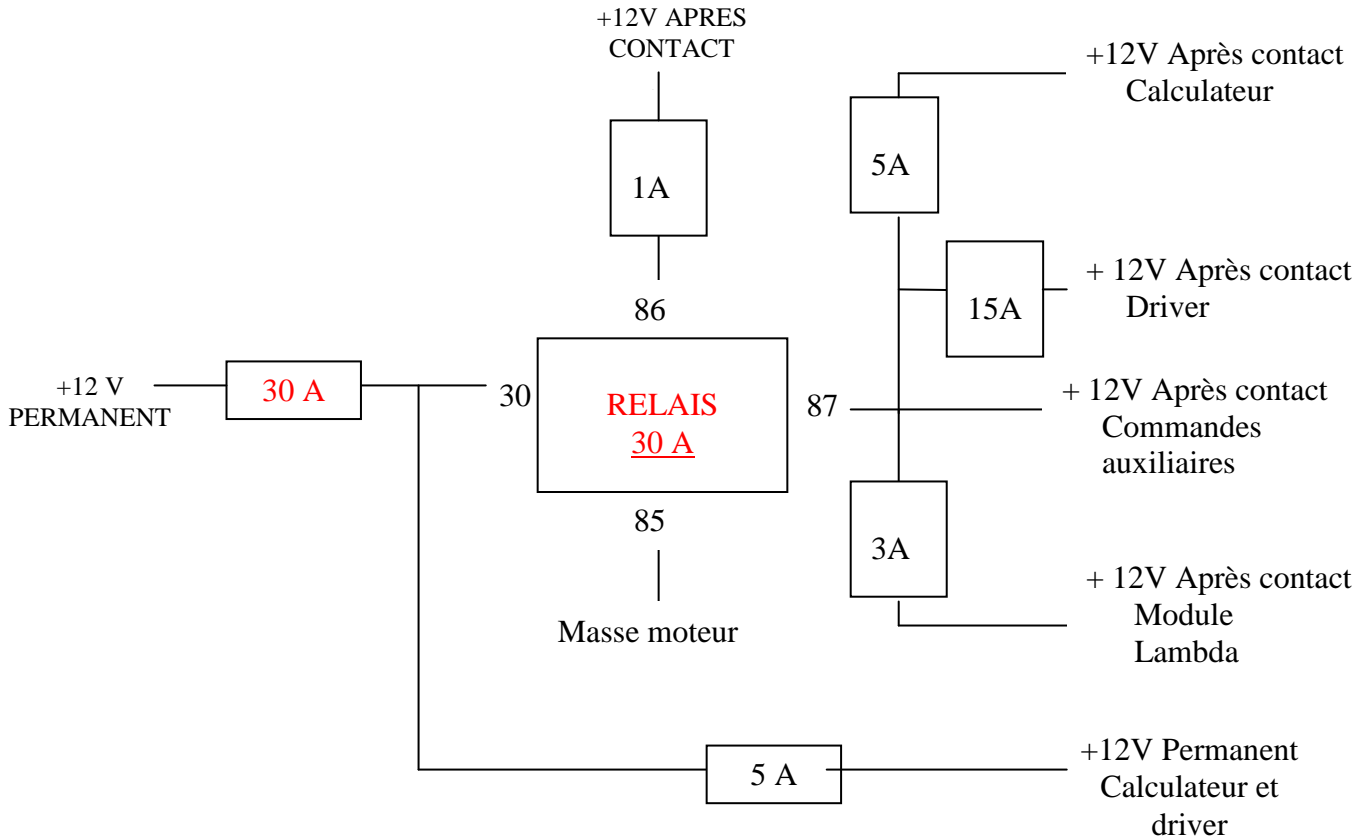 +12V APRES
CONTACT
+12V Après contact
Calculateur
5A
1A
+ 12V Après contact
Driver
15A
86
+12 V
PERMANENT
30 A
30
RELAIS
30 A
87
+ 12V Après contact
Commandes
auxiliaires
85
3A
Masse moteur
+ 12V Après contact
Module
Lambda
5 A
+12V Permanent
Calculateur et
driver